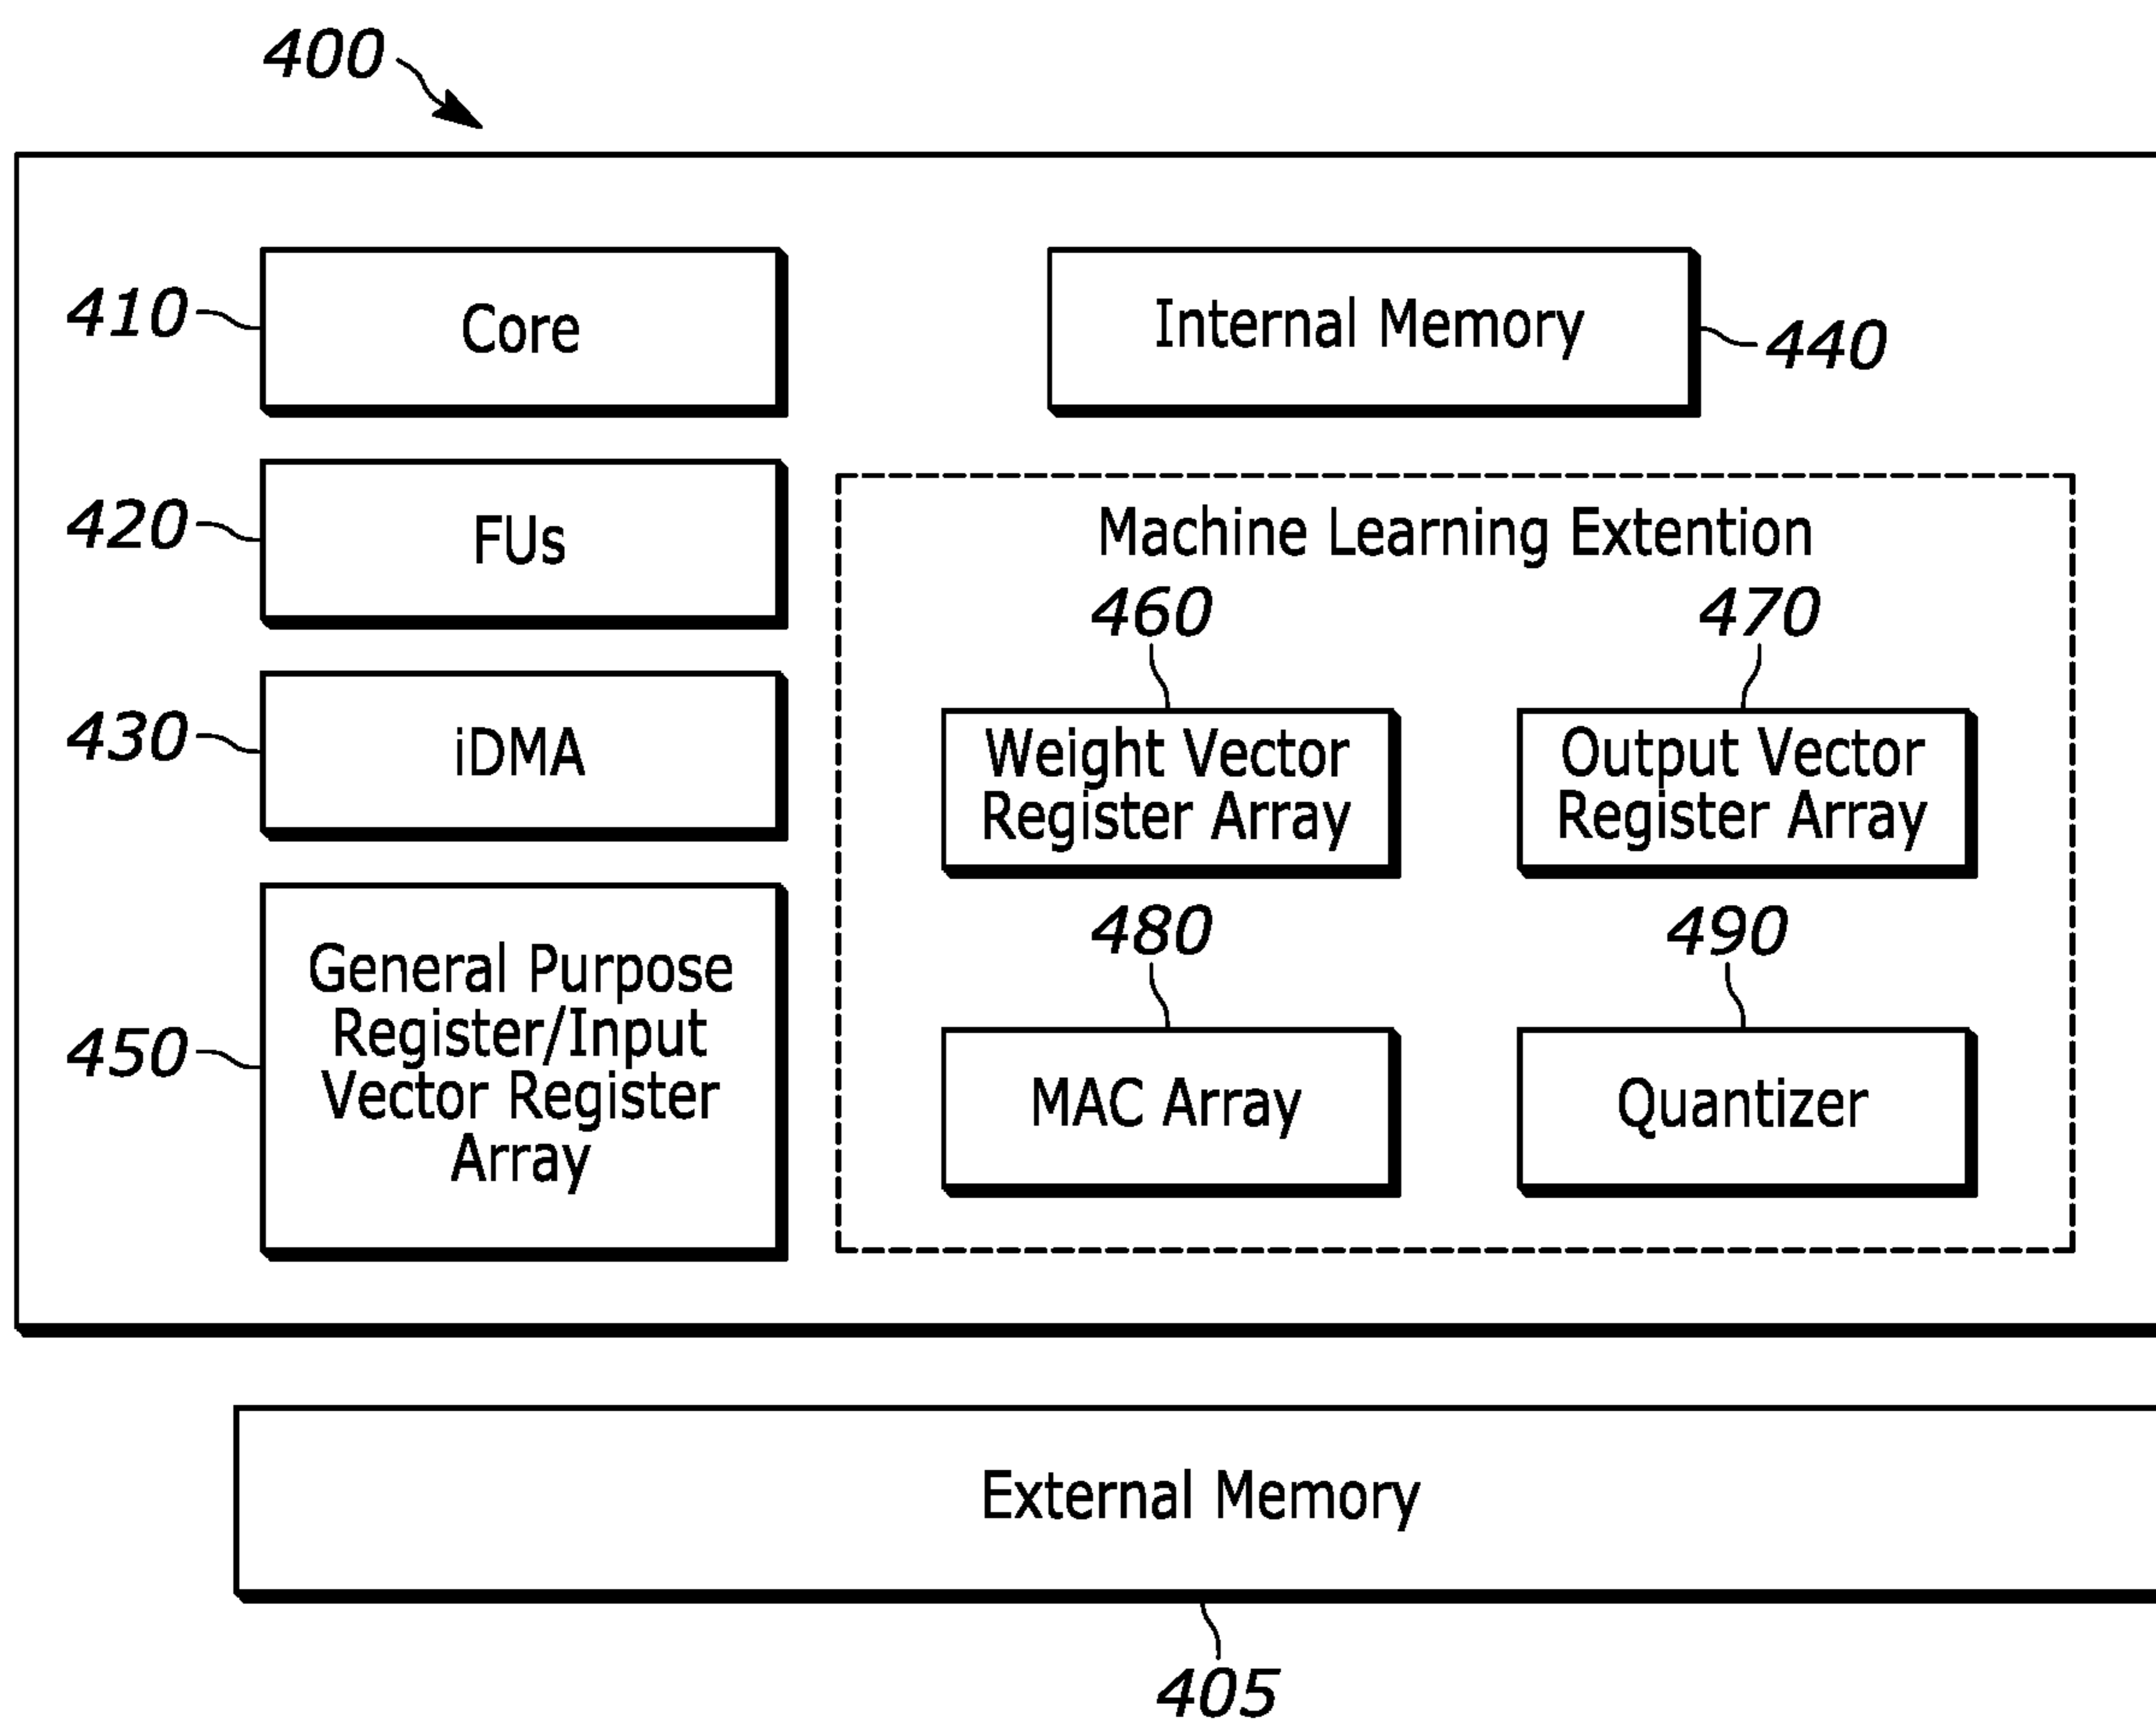 400
410
Core
Internal Memory
440
420
FUs
Machine Learning Extention
460
470
430
iDMA
Weight Vector
Register Array
Output Vector
Register Array
480
490
450
General Purpose
Register/Input
Vector Register
Array
MAC Array
Quantizer
External Memory
405